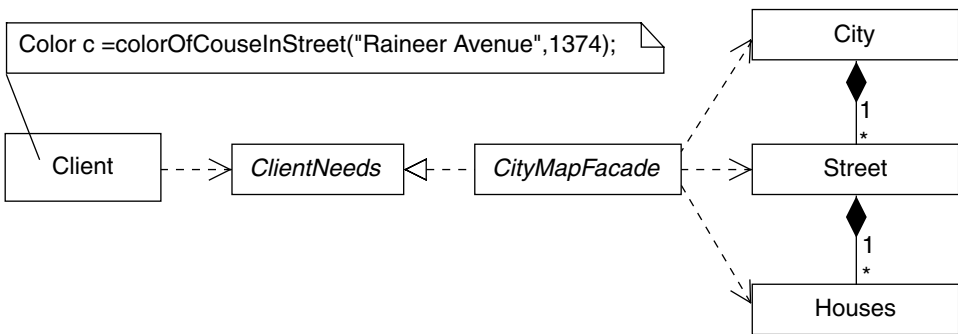 Color c =colorOfCouseInStreet("Raineer Avenue",1374);
City
1
*
Client
ClientNeeds
CityMapFacade
Street
1
*
Houses